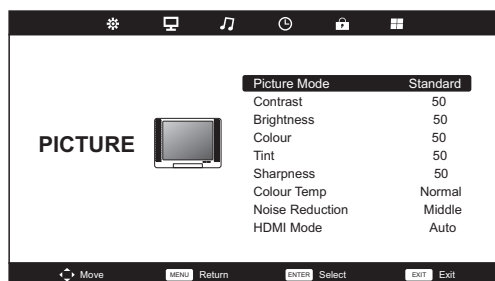 Picture Mode Standard
Contrast 50
Brightness 50
Colour 50
Tint 50
Sharpness 50
Colour Temp Normal
Noise Reduction Middle
HDMI Mode Auto
PICTURE
Move MENU Return ENTER Select EXIT Exit